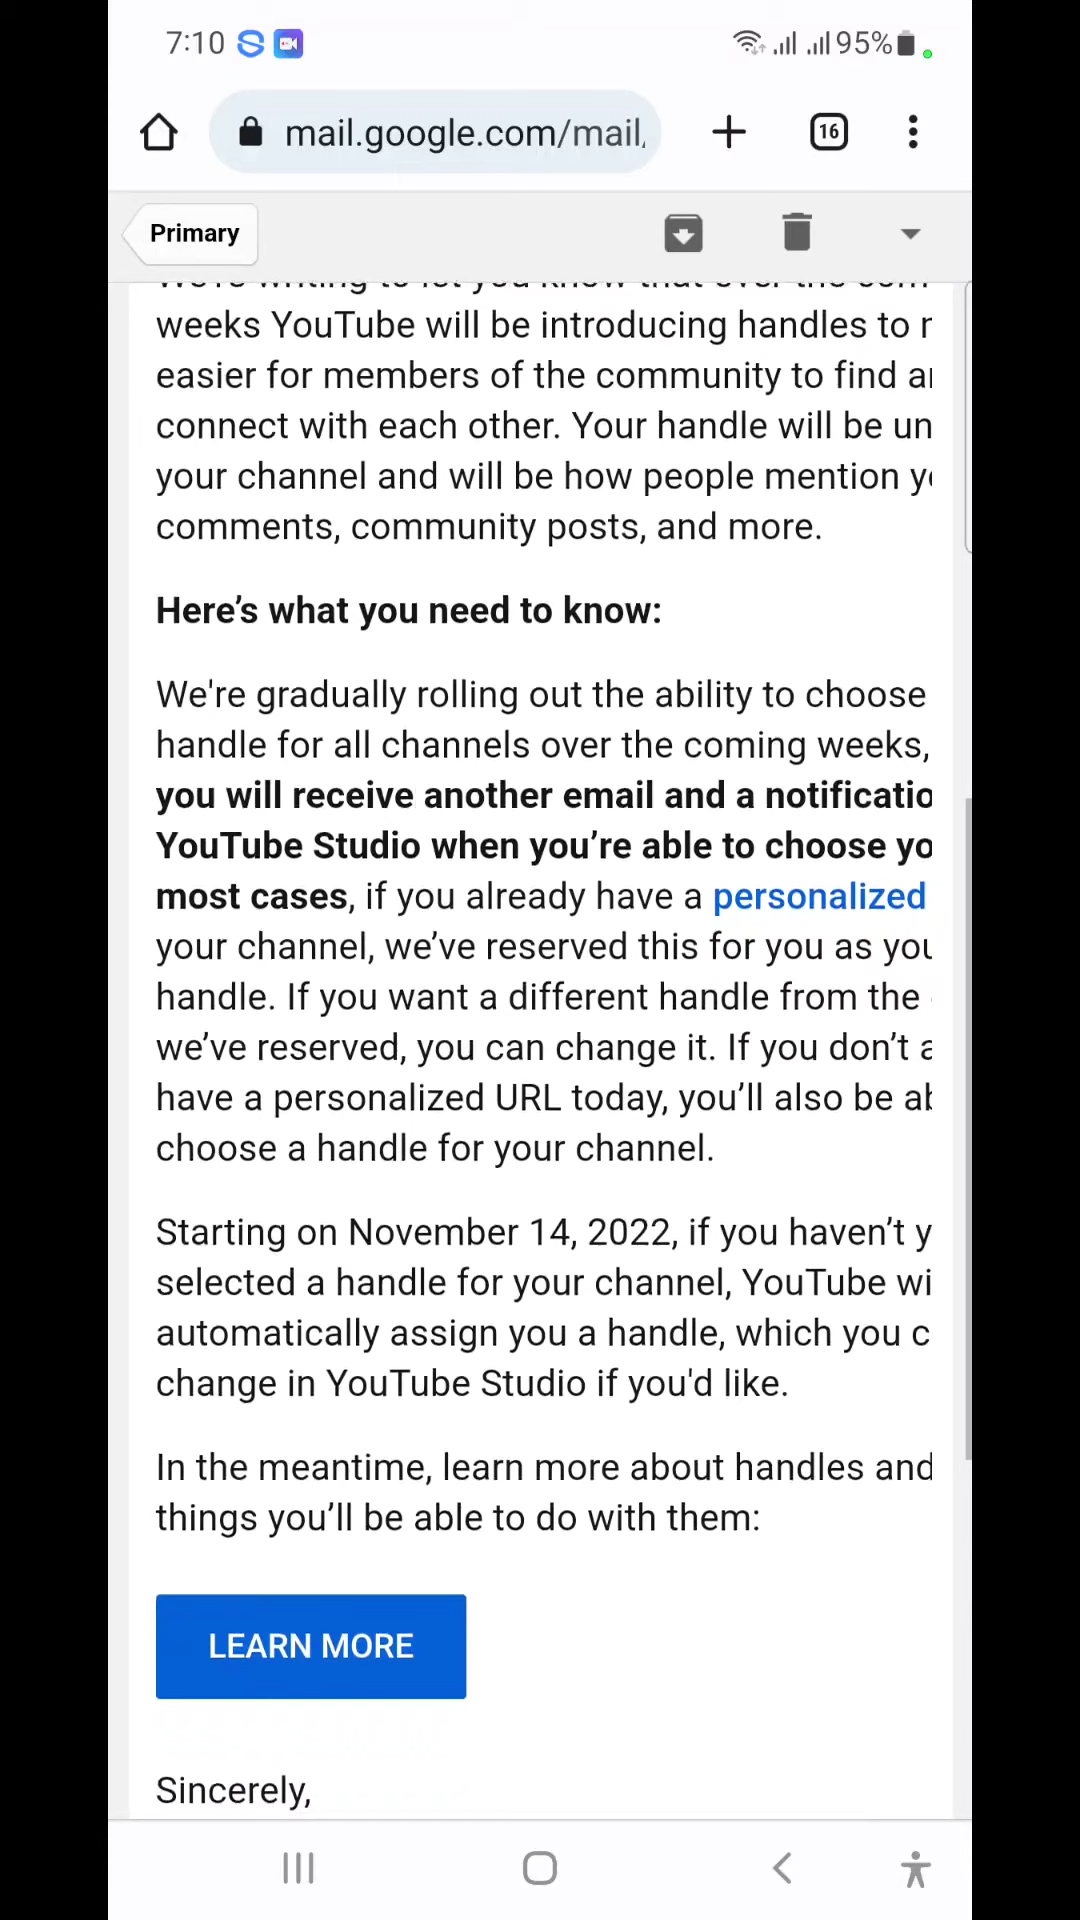 7:10
95%
mail.google.com/mail
16
Primary
weeks YouTube will be introducing handles to
easier for members of the community to find
connect with each other. Your handle will be un
your channel and will be how people mention
comments, community posts, and more.
Here’s what you need to know:
We're gradually rolling out the ability to choose
handle for all channels over the coming weeks,
you will receive another email and a notificatio
YouTube Studio when you’re able to choose yo
most cases, if you already have a personalized
your channel, we’ve reserved this for you as you
handle. If you want a different handle from the
we’ve reserved, you can change it. If you don’t a
have a personalized URL today, you’ll also be ab
choose a handle for your channel.
Starting on November 14, 2022, if you haven’t y
selected a handle for your channel, YouTube wi
automatically assign you a handle, which you c
change in YouTube Studio if you'd like.
In the meantime, learn more about handles and
things you’ll be able to do with them:
LEARN MORE
Sincerely,